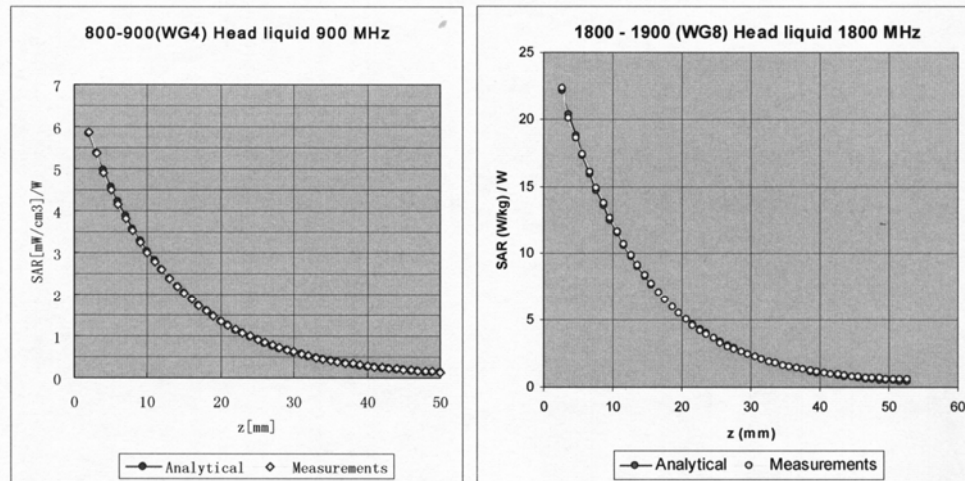 800-900(WG4) Head liquid 900 MHz
7
6
5
4
3
2
1
0
SAR[mW/cm3]/W
0 10 20 30 40 50
z[mm]
Analytical Measurements
1800 - 1900 (WG8) Head liquid 1800 MHz
25
20
15
10
5
0
SAR (W/kg) / W
0 10 20 30 40 50 60
z (mm)
Analytical Measurements